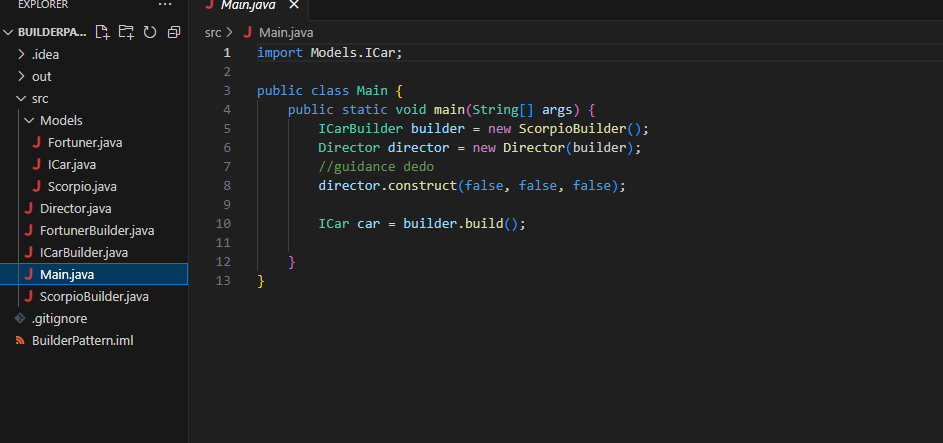 EXPLORER ...
BUILDERPA...
.idea
out
src
Models
J Fortuner.java
J ICar.java
J Scorpio.java
J Director.java
J FortunerBuilder.java
J ICarBuilder.java
J Main.java
J ScorpioBuilder.java
.gitignore
BuilderPattern.iml
J Main.java ×
src > J Main.java
1 import Models.ICar;
2
3 public class Main {
4     public static void main(String[] args) {
5         ICarBuilder builder = new ScorpioBuilder();
6         Director director = new Director(builder);
7         //guidance dedo
8         director.construct(false, false, false);
9
10         ICar car = builder.build();
11
12     }
13 }